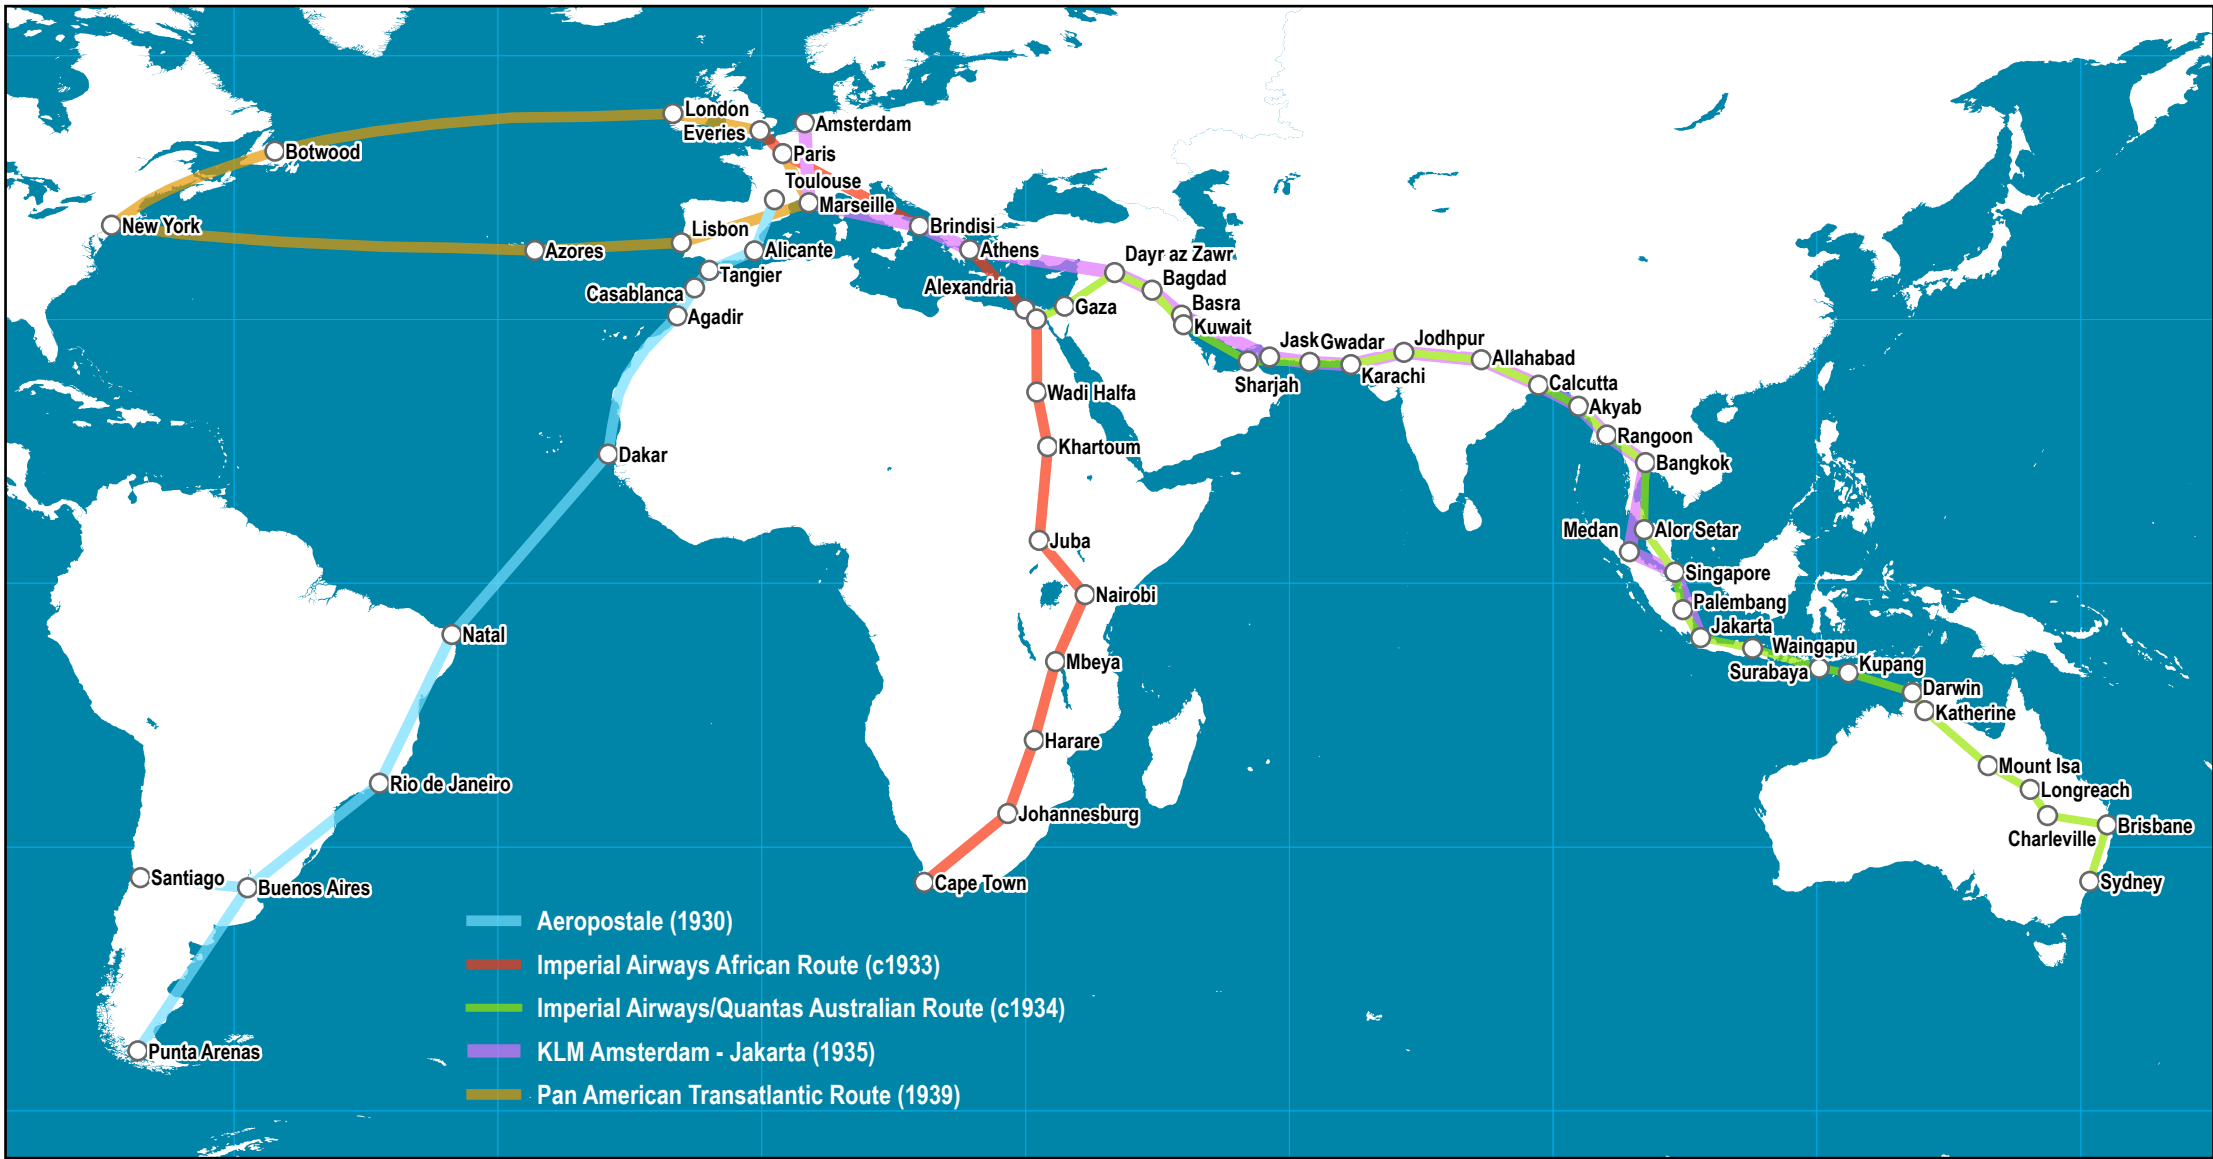 London
Everies
Amsterdam
Botwood
Paris
Toulouse
Marseille
New York
Lisbon
Brindisi
Azores
Alicante
Athens
Tangier
Dayr az Zawr
Bagdad
Casablanca
Alexandria
Gaza
Basra
Agadir
Kuwait
Jask
Gwadar
Jodhpur
Allahabad
Sharjah
Karachi
Calcutta
Wadi Halfa
Akyab
Rangoon
Khartoum
Dakar
Bangkok
Medan
Alor Setar
Juba
Singapore
Nairobi
Palembang
Natal
Jakarta
Waingapu
Mbeya
Surabaya
Kupang
Darwin
Katherine
Harare
Mount Isa
Rio de Janeiro
Longreach
Johannesburg
Brisbane
Charleville
Santiago
Buenos Aires
Cape Town
Sydney
Punta Arenas
Aeropostale (1930)
Imperial Airways African Route (c1933)
Imperial Airways/Quantas Australian Route (c1934)
KLM Amsterdam - Jakarta (1935)
Pan American Transatlantic Route (1939)